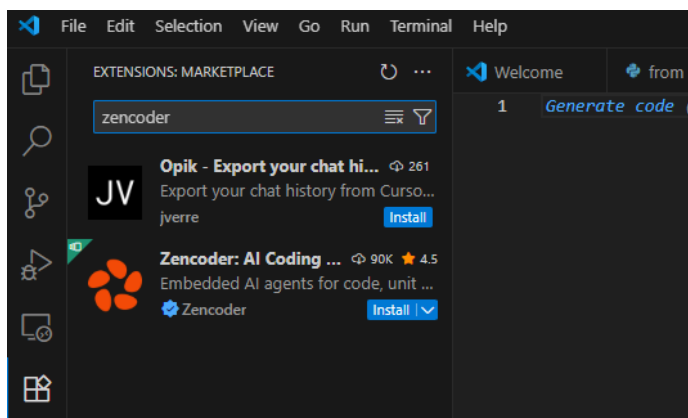 File Edit Selection View Go Run Terminal Help
EXTENSIONS: MARKETPLACE
Welcome
from
zencoder
1 Generate code
JV
Opik - Export your chat hi... 261
Export your chat history from Curso...
jverre
Install
Zencoder: AI Coding ... 90K 4.5
Embedded AI agents for code, unit ...
Zencoder
Install